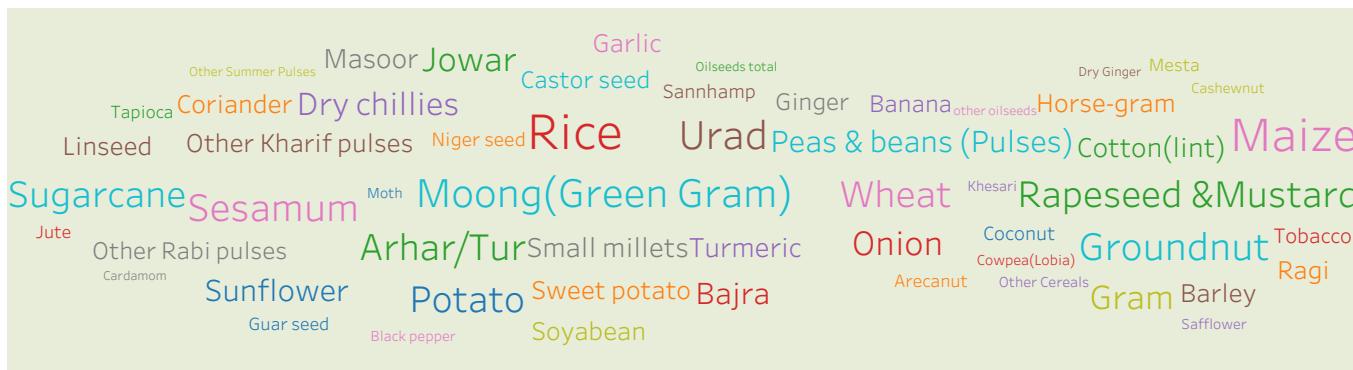 Garlic
Masoor Jowar
Other Summer Pulses
Castor seed
Oilseeds total
Dry Ginger
Mesta
Sannhamp
Cashewnut
Tapioca
Coriander Dry chillies
Ginger
Banana
other oilseeds
Horse-gram
Linseed
Other Kharif pulses
Niger seed
Rice
Urad
Peas & beans (Pulses)
Cotton(lint)
Maize
Sugarcane
Sesamum
Moth
Moong(Green Gram)
Wheat
Khesari
Rapeseed &Mustard
Jute
Other Rabi pulses
Arhar/Tur
Small millets
Turmeric
Onion
Coconut
Cowpea(Lobia)
Groundnut
Tobacco
Cardamom
Sunflower
Potato
Sweet potato
Bajra
Arecanut
Other Cereals
Gram
Barley
Ragi
Guar seed
Black pepper
Soyabean
Safflower